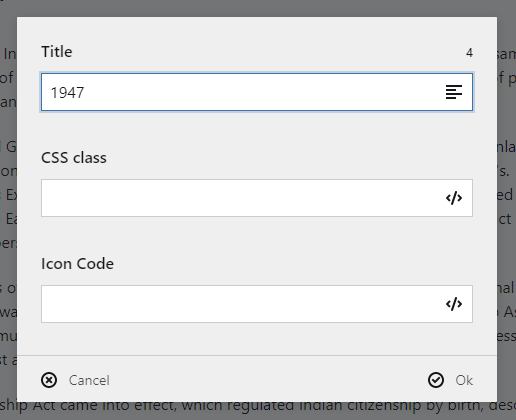 Title
4
1947
CSS class
</>
Icon Code
</>
Cancel
Ok
ship Act came into effect, which regulated Indian citizenship by birth,